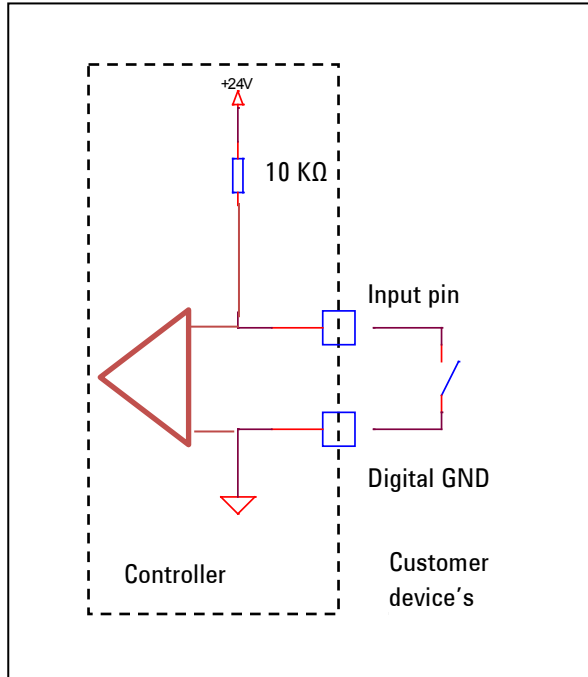 +24V
10 KΩ
Input pin
Digital GND
Controller
Customer
device's